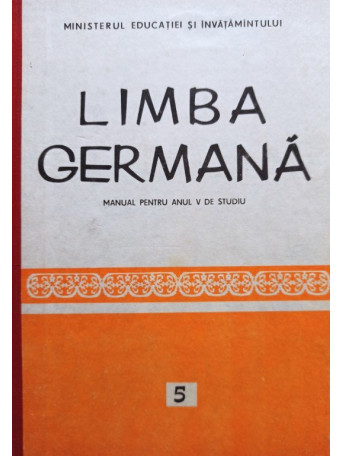 MINISTERUL EDUCAȚIEI ȘI ÎNVĂȚĂMÎNTULUI
LIMBA
GERMANĂ
MANUAL PENTRU ANUL V DE STUDIU
5